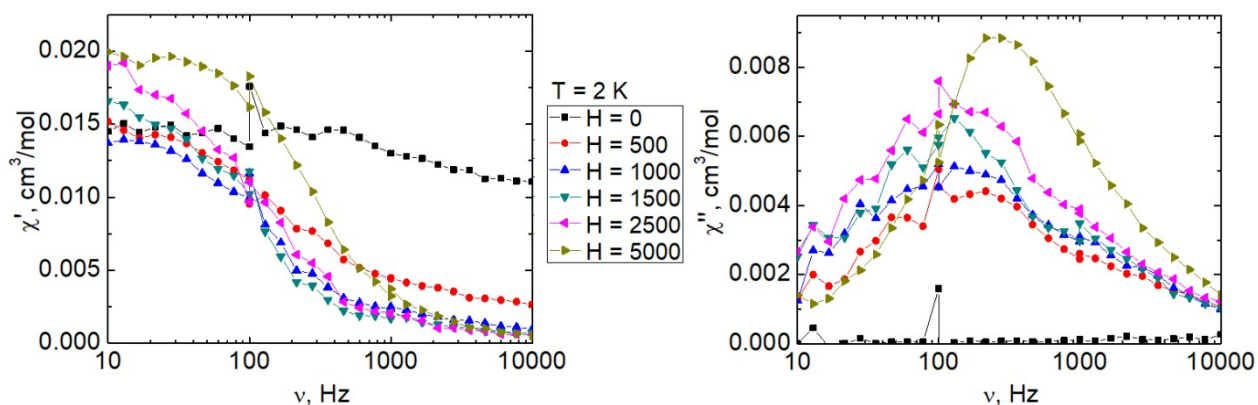 0.020
0.015
0.010
0.005
0.000
χ', cm³/mol
10 100 1000 10000
ν, Hz
T = 2 K
H = 0
H = 500
H = 1000
H = 1500
H = 2500
H = 5000
0.008
0.006
0.004
0.002
0.000
χ'', cm³/mol
10 100 1000 10000
ν, Hz